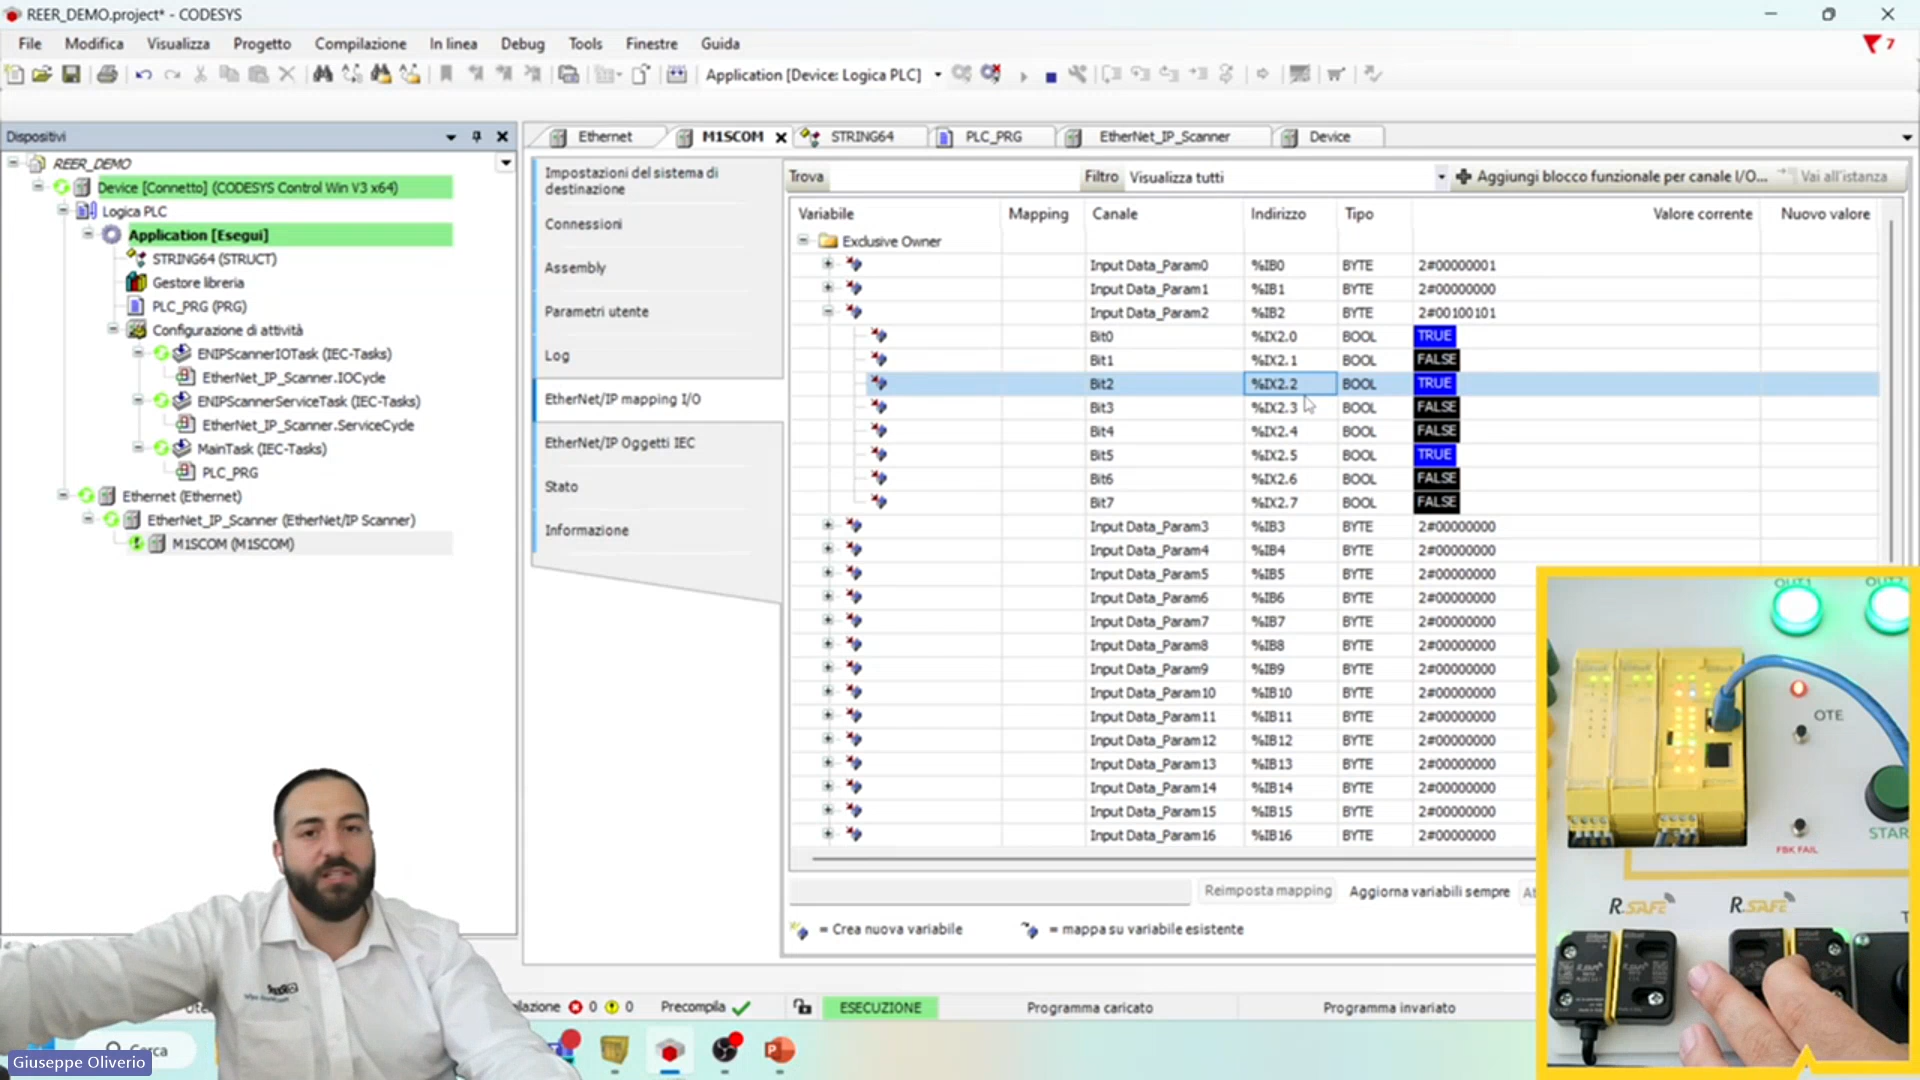 REER_DEMO.project* - CODESYS
File Modifica Visualizza Progetto Compilazione In linea Debug Tools Finestre Guida
7
Application [Device: Logica PLC]
Dispositivi
REER_DEMO
Device [Connetto] (CODESYS Control Win V3 x64)
Logica PLC
Application [Esegui]
STRING64 (STRUCT)
Gestore libreria
PLC_PRG (PRG)
Configurazione di attività
ENIPScannerIOTask (IEC-Tasks)
EtherNet_IP_Scanner.IOCycle
ENIPScannerServiceTask (IEC-Tasks)
EtherNet_IP_Scanner.ServiceCycle
MainTask (IEC-Tasks)
PLC_PRG
Ethernet (Ethernet)
EtherNet_IP_Scanner (EtherNet/IP Scanner)
M1SCOM (M1SCOM)
Ethernet M1SCOM STRING64 PLC_PRG EtherNet_IP_Scanner Device
Impostazioni del sistema di
destinazione
Connessioni
Assembly
Parametri utente
Log
EtherNet/IP mapping I/O
EtherNet/IP Oggetti IEC
Stato
Informazione
Trova Filtro Visualizza tutti Aggiungi blocco funzionale per canale I/O... Vai all'istanza
Variabile Mapping Canale Indirizzo Tipo Valore corrente Nuovo valore
Exclusive Owner
Input Data_Param0 %IB0 BYTE 2#00000001
Input Data_Param1 %IB1 BYTE 2#00000000
Input Data_Param2 %IB2 BYTE 2#00100101
Bit0 %IX2.0 BOOL TRUE
Bit1 %IX2.1 BOOL FALSE
Bit2 %IX2.2 BOOL TRUE
Bit3 %IX2.3 BOOL FALSE
Bit4 %IX2.4 BOOL FALSE
Bit5 %IX2.5 BOOL TRUE
Bit6 %IX2.6 BOOL FALSE
Bit7 %IX2.7 BOOL FALSE
Input Data_Param3 %IB3 BYTE 2#00000000
Input Data_Param4 %IB4 BYTE 2#00000000
Input Data_Param5 %IB5 BYTE 2#00000000
Input Data_Param6 %IB6 BYTE 2#00000000
Input Data_Param7 %IB7 BYTE 2#00000000
Input Data_Param8 %IB8 BYTE 2#00000000
Input Data_Param9 %IB9 BYTE 2#00000000
Input Data_Param10 %IB10 BYTE 2#00000000
Input Data_Param11 %IB11 BYTE 2#00000000
Input Data_Param12 %IB12 BYTE 2#00000000
Input Data_Param13 %IB13 BYTE 2#00000000
Input Data_Param14 %IB14 BYTE 2#00000000
Input Data_Param15 %IB15 BYTE 2#00000000
Input Data_Param16 %IB16 BYTE 2#00000000
Reimposta mapping Aggiorna variabili sempre
= Crea nuova variabile = mappa su variabile esistente
lazione 0 0 Precompila ESECUZIONE Programma caricato Programma invariato
Cerca
Giuseppe Oliverio
OUT1
OTE
STAR
FBK FAIL
R.SAFE R.SAFE